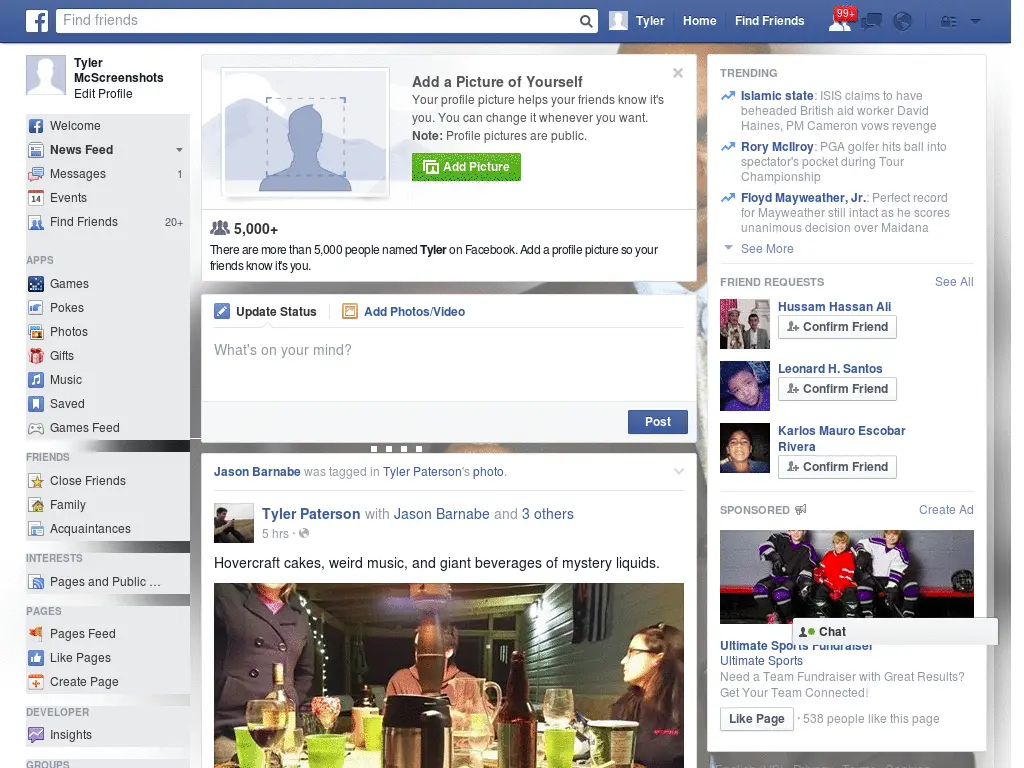 Find friends
Tyler
Home
Find Friends
99+
Tyler
McScreenshots
Edit Profile
Welcome
News Feed
Messages 1
14 Events
Find Friends 20+
APPS
Games
Pokes
Photos
Gifts
Music
Saved
Games Feed
FRIENDS
Close Friends
Family
Acquaintances
INTERESTS
Pages and Public ...
PAGES
Pages Feed
Like Pages
Create Page
DEVELOPER
Insights
GROUPS
Add a Picture of Yourself
Your profile picture helps your friends know it's
you. You can change it whenever you want.
Note: Profile pictures are public.
Add Picture
5,000+
There are more than 5,000 people named Tyler on Facebook. Add a profile picture so your
friends know it's you.
Update Status
Add Photos/Video
What's on your mind?
Post
Jason Barnabe was tagged in Tyler Paterson's photo.
Tyler Paterson with Jason Barnabe and 3 others
5 hrs ·
Hovercraft cakes, weird music, and giant beverages of mystery liquids.
TRENDING
Islamic state: ISIS claims to have
beheaded British aid worker David
Haines, PM Cameron vows revenge
Rory McIlroy: PGA golfer hits ball into
spectator's pocket during Tour
Championship
Floyd Mayweather, Jr.: Perfect record
for Mayweather still intact as he scores
unanimous decision over Maidana
See More
FRIEND REQUESTS See All
Hussam Hassan Ali
Confirm Friend
Leonard H. Santos
Confirm Friend
Karlos Mauro Escobar
Rivera
Confirm Friend
SPONSORED Create Ad
Chat
Ultimate Sports Fundraiser
Ultimate Sports
Need a Team Fundraiser with Great Results?
Get Your Team Connected!
Like Page · 538 people like this page
English (US) · Privacy · Terms · Cookies